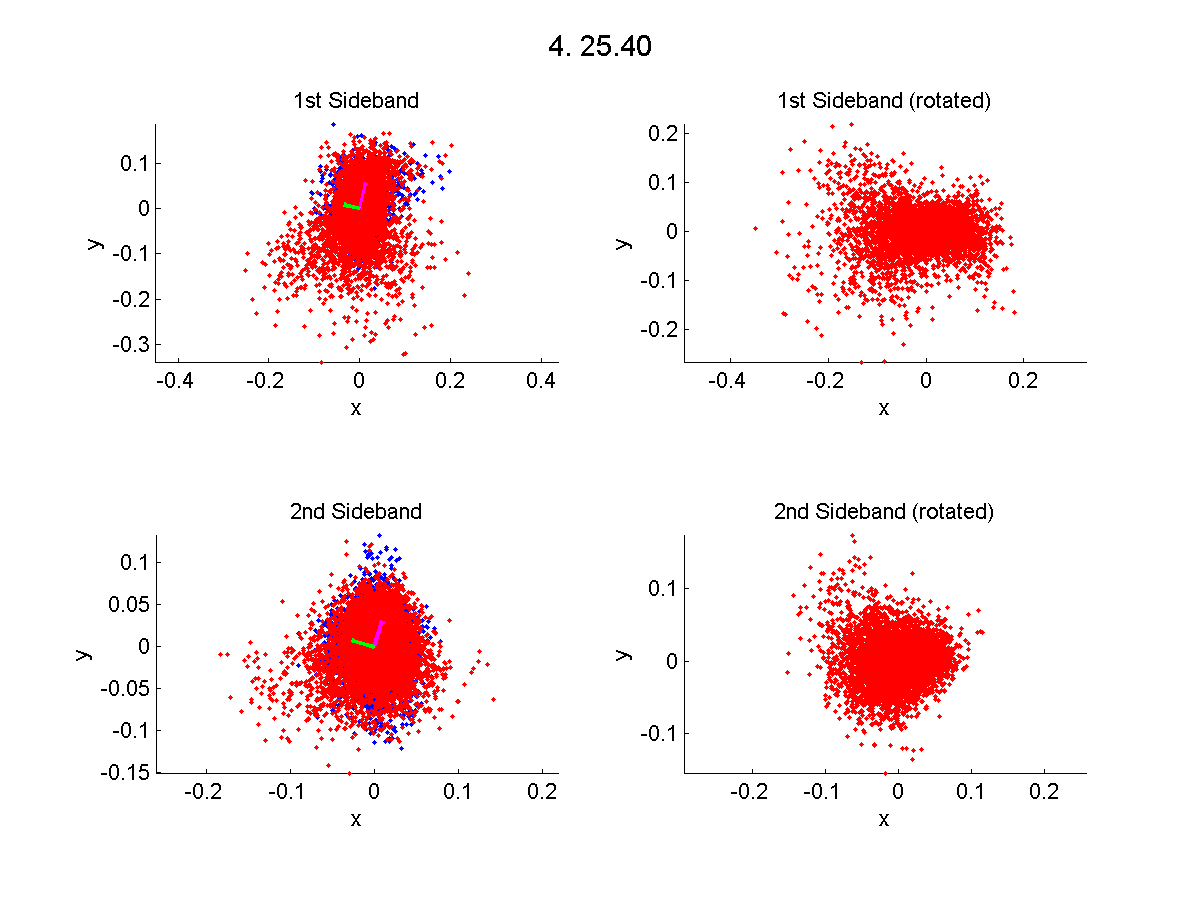 4. 25.40
1st Sideband
1st Sideband (rotated)
0.1
0
-0.1
-0.2
-0.3
y
-0.4 -0.2 0 0.2 0.4
x
0.2
0.1
0
-0.1
-0.2
y
-0.4 -0.2 0 0.2
x
2nd Sideband
2nd Sideband (rotated)
0.1
0.05
0
-0.05
-0.1
-0.15
y
-0.2 -0.1 0 0.1 0.2
x
0.1
0
-0.1
y
-0.2 -0.1 0 0.1 0.2
x